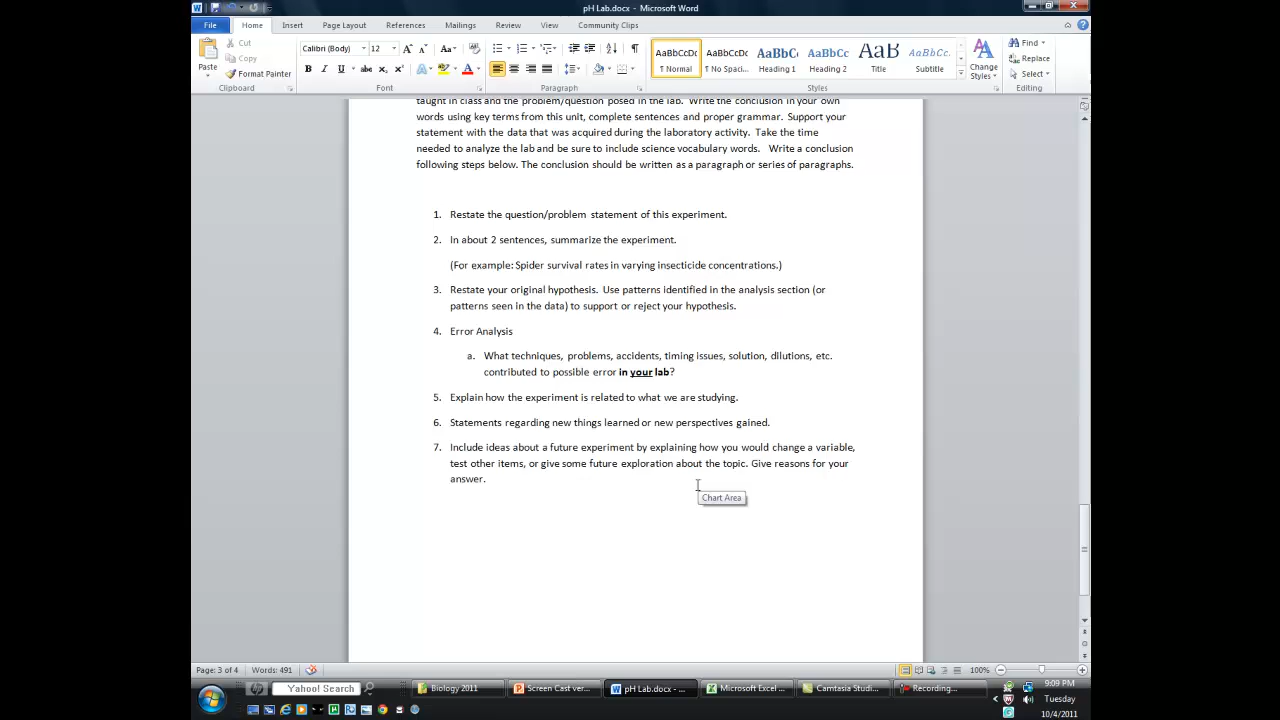 pH Lab.docx - Microsoft Word
File Home Insert Page Layout References Mailings Review View Community Clips
Cut
Copy
Format Painter
Paste
Clipboard
Calibri (Body) 12
Font
Paragraph
AaBbCcDc AaBbCcDc AaBbC AaBbCc AaB AaBbCc.
¶ Normal ¶ No Spaci... Heading 1 Heading 2 Title Subtitle
Styles
Change Styles
Find
Replace
Select
Editing
taught in class and the problem/question posed in the lab. Write the conclusion in your own
words using key terms from this unit, complete sentences and proper grammar. Support your
statement with the data that was acquired during the laboratory activity. Take the time
needed to analyze the lab and be sure to include science vocabulary words. Write a conclusion
following steps below. The conclusion should be written as a paragraph or series of paragraphs.
1. Restate the question/problem statement of this experiment.
2. In about 2 sentences, summarize the experiment.
(For example: Spider survival rates in varying insecticide concentrations.)
3. Restate your original hypothesis. Use patterns identified in the analysis section (or
patterns seen in the data) to support or reject your hypothesis.
4. Error Analysis
a. What techniques, problems, accidents, timing issues, solution, dilutions, etc.
contributed to possible error in your lab?
5. Explain how the experiment is related to what we are studying.
6. Statements regarding new things learned or new perspectives gained.
7. Include ideas about a future experiment by explaining how you would change a variable,
test other items, or give some future exploration about the topic. Give reasons for your
answer.
Chart Area
Page: 3 of 4 Words: 491 100%
Yahoo! Search Biology 2011 Screen Cast ver... pH Lab.docx - ... Microsoft Excel ... Camtasia Studi... Recording...
9:09 PM
Tuesday
10/4/2011